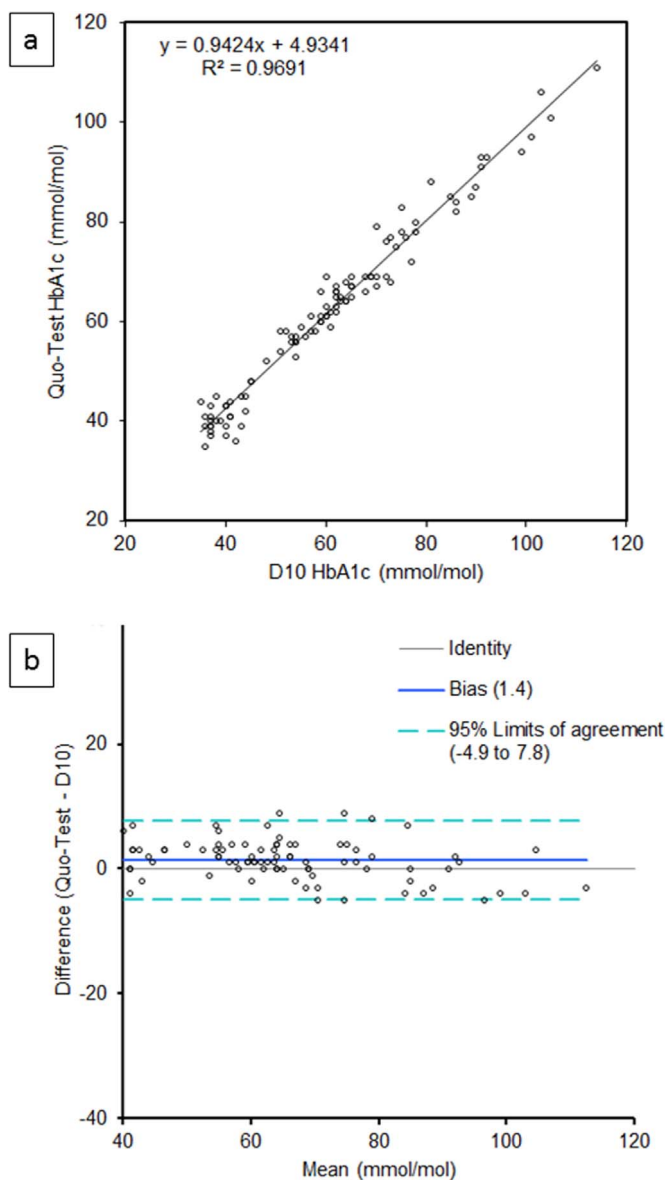 a
y = 0.9424x + 4.9341
R² = 0.9691
120
100
80
60
40
20
Quo-Test HbA1c (mmol/mol)
20 40 60 80 100 120
D10 HbA1c (mmol/mol)
b
Identity
Bias (1.4)
95% Limits of agreement
(-4.9 to 7.8)
20
0
-20
-40
Difference (Quo-Test - D10)
40 60 80 100 120
Mean (mmol/mol)